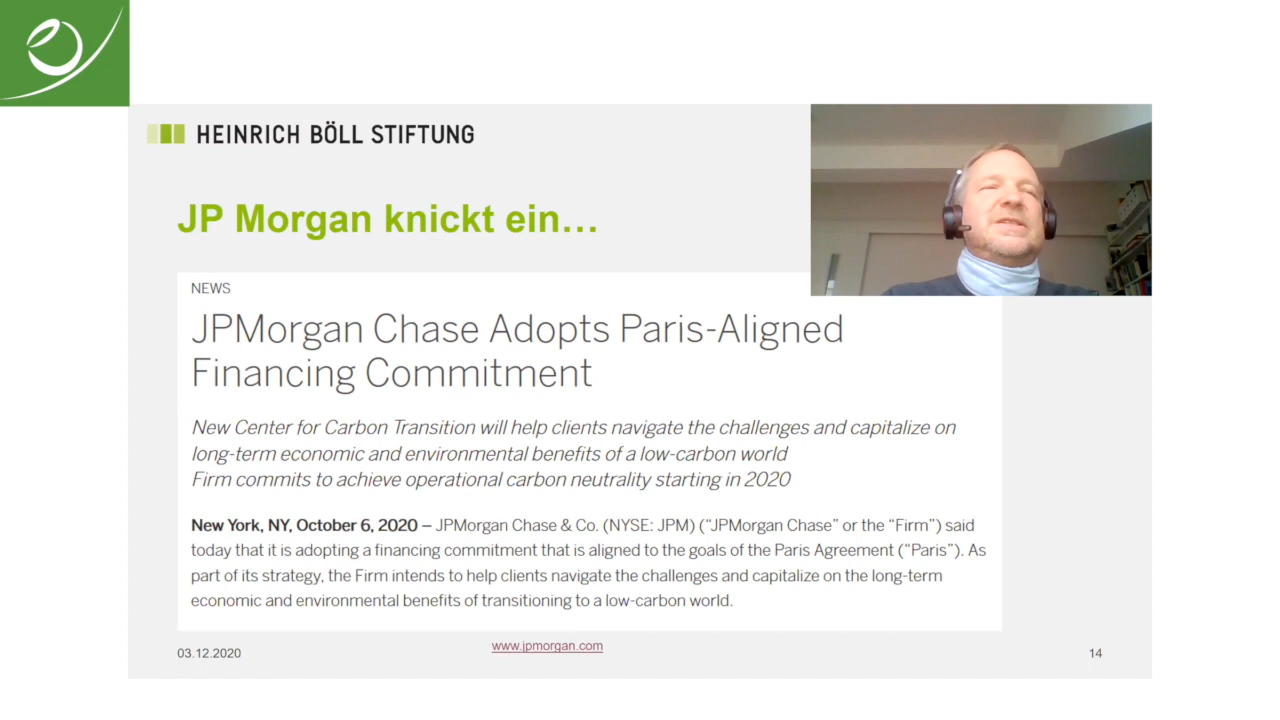 HEINRICH BÖLL STIFTUNG
JP Morgan knickt ein…
NEWS
JPMorgan Chase Adopts Paris-Aligned
Financing Commitment
New Center for Carbon Transition will help clients navigate the challenges and capitalize on
long-term economic and environmental benefits of a low-carbon world
Firm commits to achieve operational carbon neutrality starting in 2020
New York, NY, October 6, 2020 – JPMorgan Chase & Co. (NYSE: JPM) (“JPMorgan Chase” or the “Firm”) said
today that it is adopting a financing commitment that is aligned to the goals of the Paris Agreement (“Paris”). As
part of its strategy, the Firm intends to help clients navigate the challenges and capitalize on the long-term
economic and environmental benefits of transitioning to a low-carbon world.
03.12.2020
www.jpmorgan.com
14